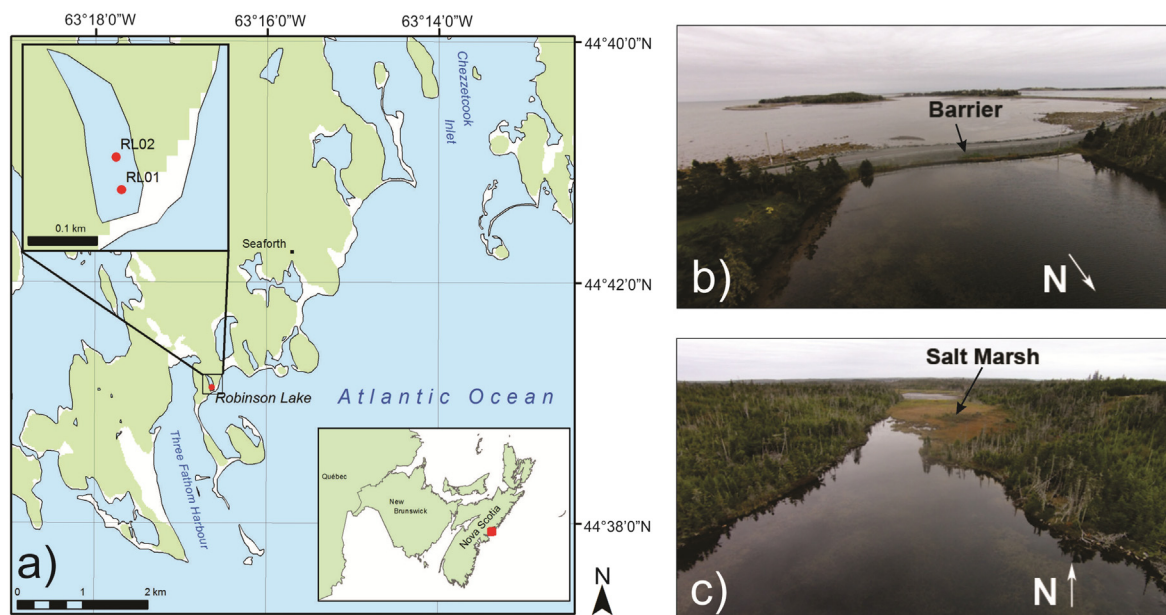 63°18'0"W
63°16'0"W
63°14'0"W
44°40'0"N
44°42'0"N
44°38'0"N
RL02
RL01
0.1 km
Chezzetcook
Inlet
Seaforth
Robinson Lake
Atlantic Ocean
Three Fathom Harbour
Québec
New
Brunswick
Nova Scotia
a)
0
1
2
km
N
Barrier
b)
N
Salt Marsh
c)
N